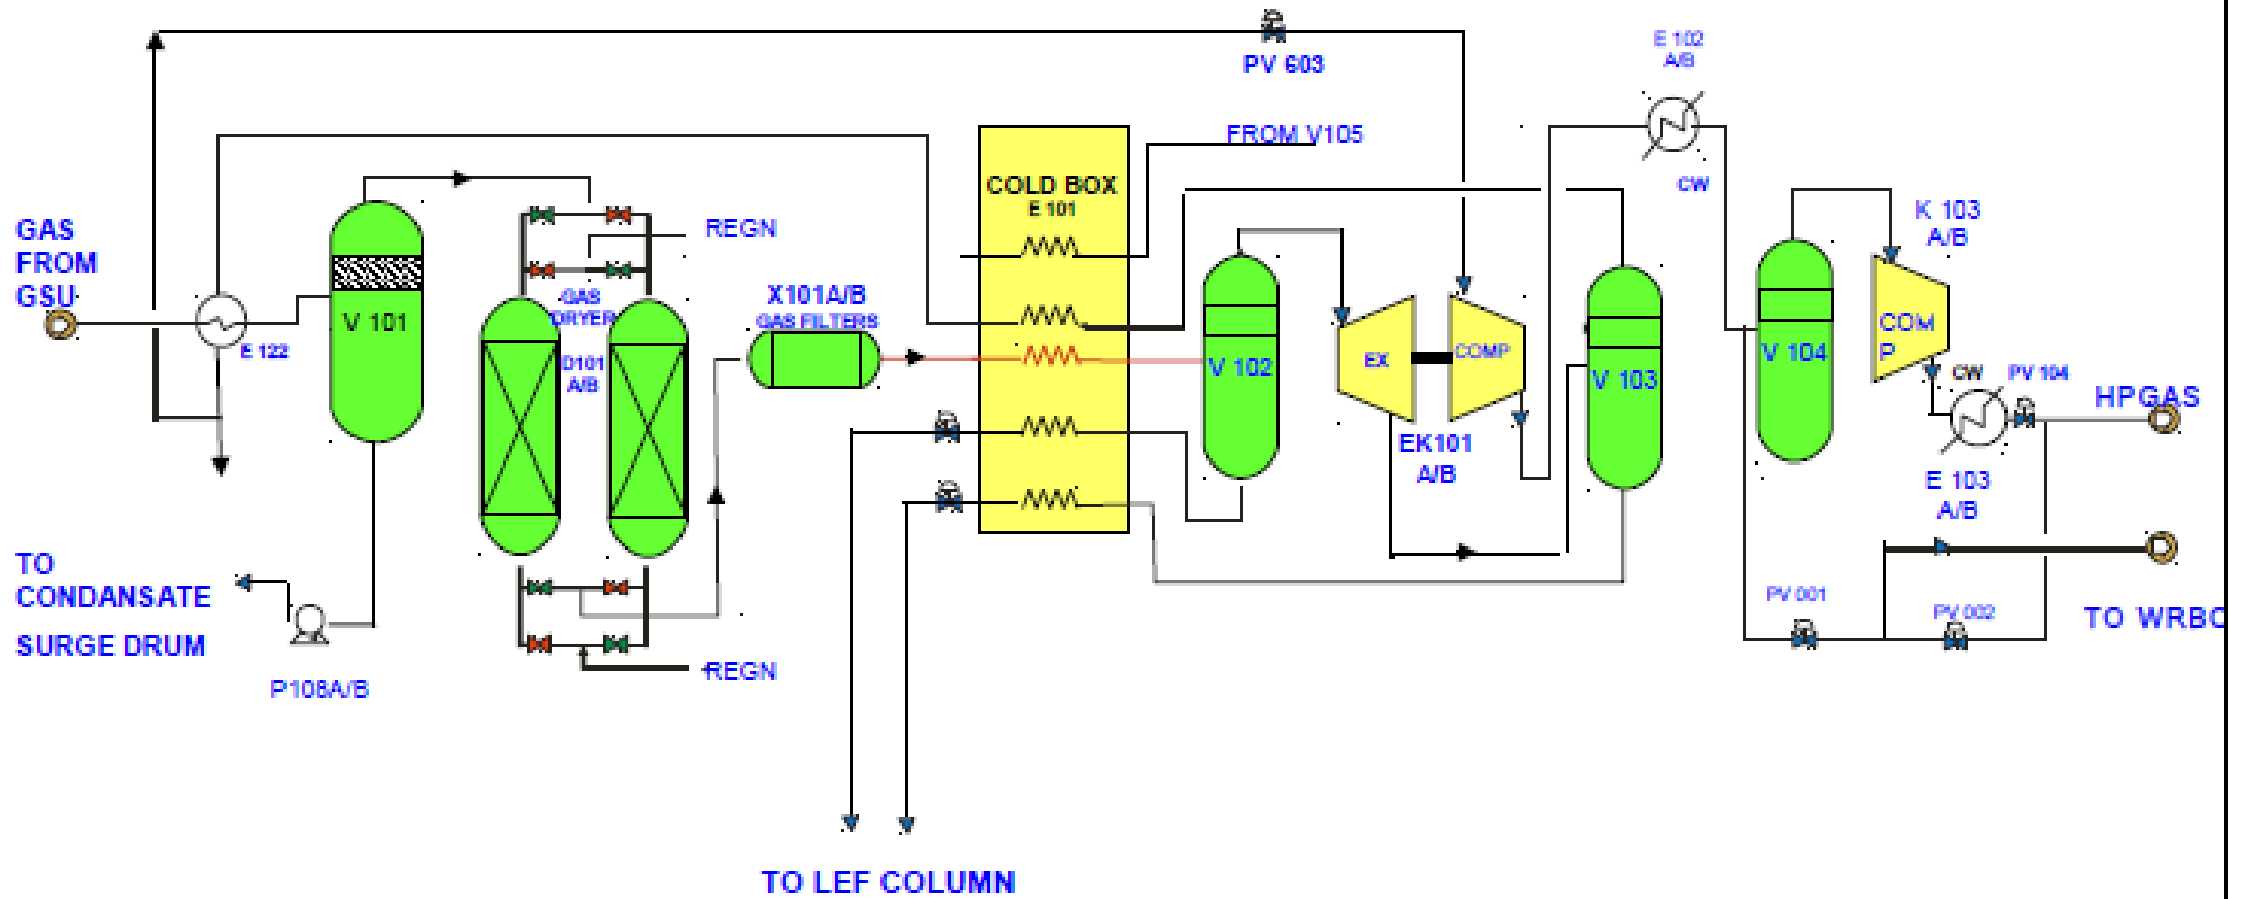 PV 603
E 102
A/B
CW
FROM V105
COLD BOX
E 101
GAS
FROM
GSU
E 122
V 101
REGN
GAS
DRYER
D101
A/B
X101A/B
GAS FILTERS
V 102
EX
COMP
EK101
A/B
V 103
V 104
K 103
A/B
COM
P
CW
PV 104
HPGAS
E 103
A/B
TO
CONDANSATE
SURGE DRUM
P108A/B
REGN
PV 001
PV 002
TO LEF COLUMN